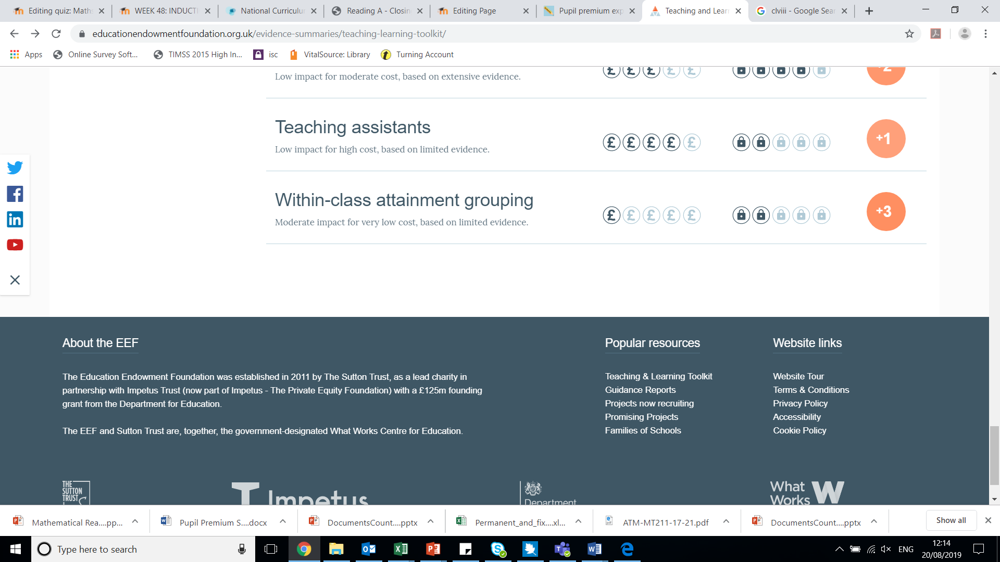 Editing quiz: Maths
WEEK 48: INDUCTI
National Curriculu
Reading A - Closin
Editing Page
Pupil premium exp
Teaching and Lear
clviii - Google Sear
educationendowmentfoundation.org.uk/evidence-summaries/teaching-learning-toolkit/
Apps
Online Survey Soft...
TIMSS 2015 High In...
isc
VitalSource: Library
Turning Account
Low impact for moderate cost, based on extensive evidence.
£ £ £ £ £
+2
Teaching assistants
Low impact for high cost, based on limited evidence.
£ £ £ £ £
+1
Within-class attainment grouping
Moderate impact for very low cost, based on limited evidence.
£ £ £ £ £
+3
About the EEF
The Education Endowment Foundation was established in 2011 by The Sutton Trust, as a lead charity in
partnership with Impetus Trust (now part of Impetus - The Private Equity Foundation) with a £125m founding
grant from the Department for Education.
The EEF and Sutton Trust are, together, the government-designated What Works Centre for Education.
Popular resources
Teaching & Learning Toolkit
Guidance Reports
Projects now recruiting
Promising Projects
Families of Schools
Website links
Website Tour
Terms & Conditions
Privacy Policy
Accessibility
Cookie Policy
THE
SUTTON
TRUST
Impetus
Department
What
Works
Mathematical Rea....pp...
Pupil Premium S....docx
DocumentsCount....pptx
Permanent_and_fix....xl...
ATM-MT211-17-21.pdf
DocumentsCount....pptx
Show all
Type here to search
ENG
12:14
20/08/2019